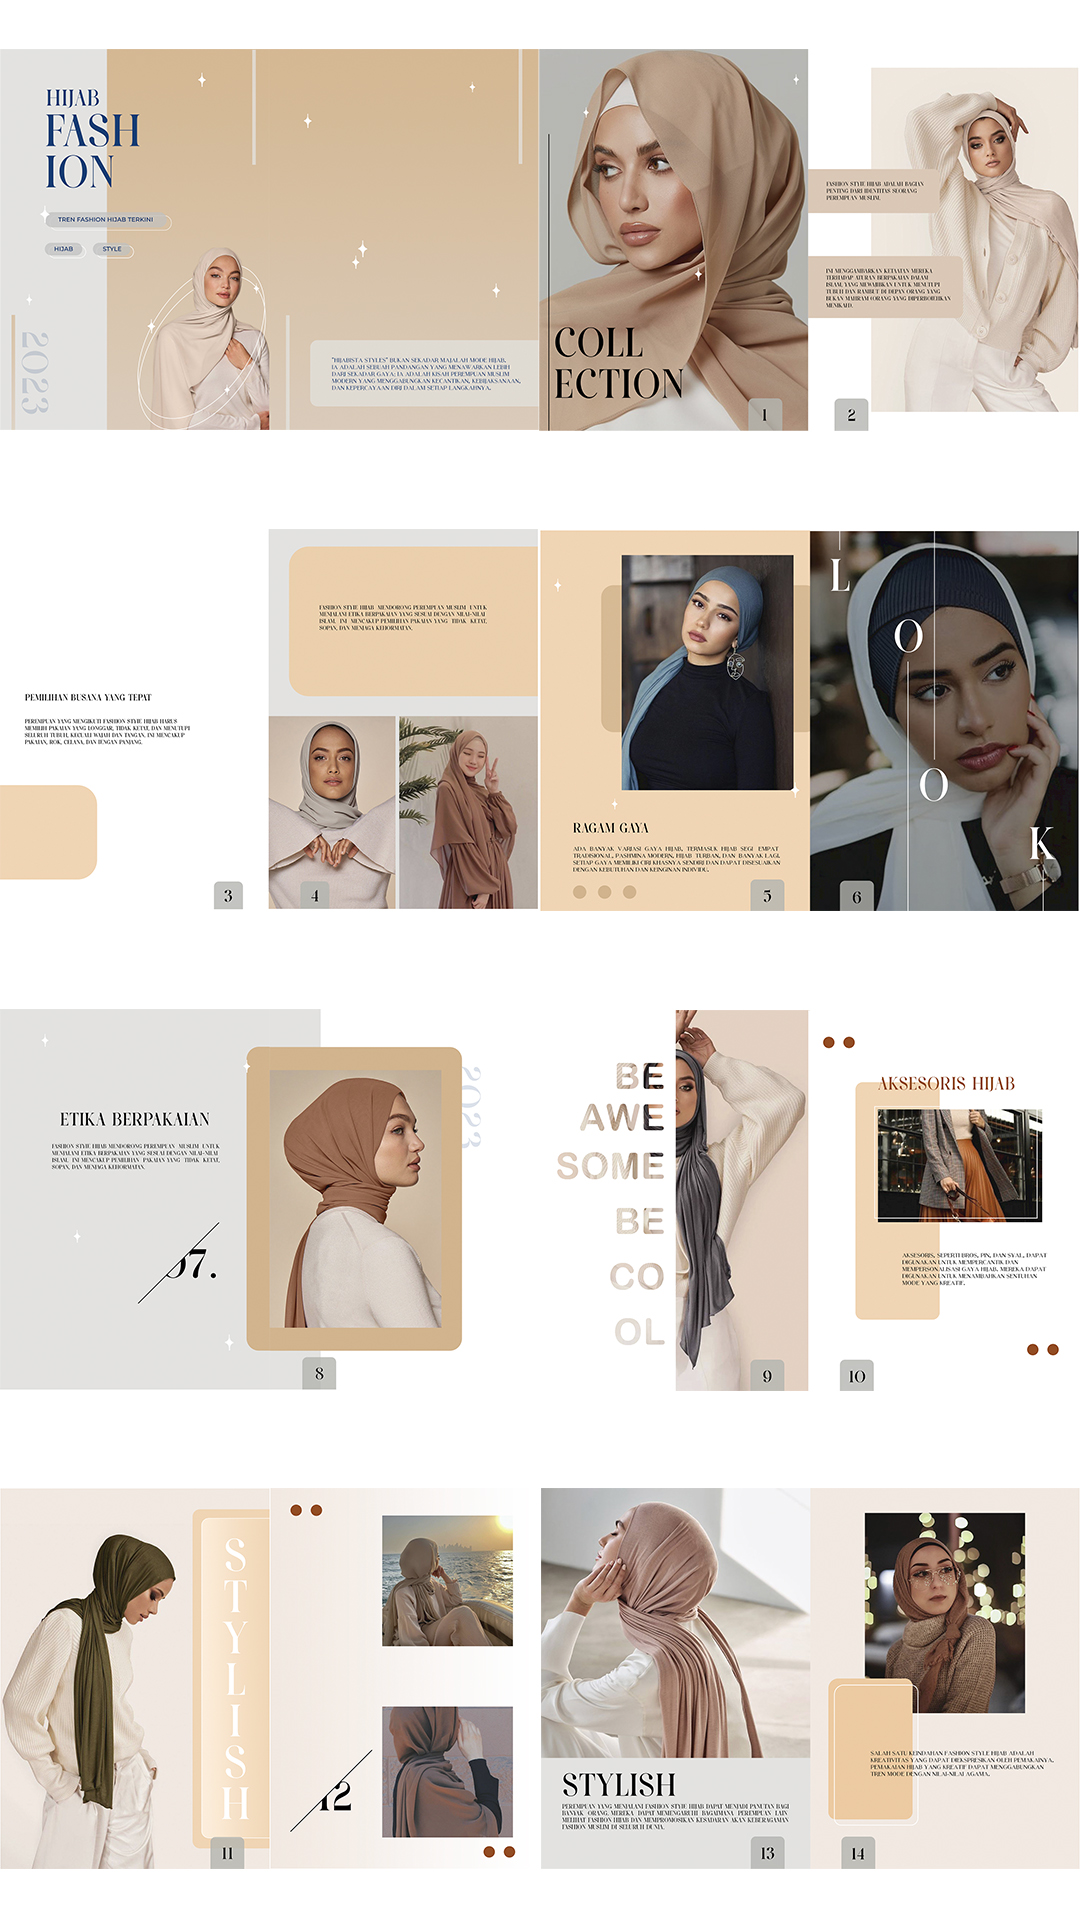 HIJAB
FASH
ION
TREN FASHION HIJAB TERKINI
HIJAB
STYLE
2023
"HIJABISTA STYLES" BUKAN SEKADAR MAJALAH MODE HIJAB,
IA ADALAH SEBUAH PANDANGAN YANG MENAWARKAN LEBIH
DARI SEKADAR GAYA; IA ADALAH KISAH PEREMPUAN MUSLIM
MODERN YANG MENGGABUNGKAN KECANTIKAN, KEBIJAKSANAAN,
DAN KEPERCAYAAN DIRI DALAM SETIAP LANGKAHNYA.
COLL
ECTION
1
FASHION STYLE HIJAB ADALAH BAGIAN
PENTING DARI IDENTITAS SEORANG
PEREMPUAN MUSLIM.
INI MENGGAMBARKAN KETAATAN MEREKA
TERHADAP ATURAN BERPAKAIAN DALAM
ISLAM, YANG MEWAJIBKAN UNTUK MENUTUPI
TUBUH DAN RAMBUT DI DEPAN ORANG YANG
BUKAN MAHRAM (ORANG YANG DIPERBOLEHKAN
MENIKAH).
2
PEMILIHAN BUSANA YANG TEPAT
PEREMPUAN YANG MENGIKUTI FASHION STYLE HIJAB HARUS
MEMILIH PAKAIAN YANG LONGGAR, TIDAK KETAT, DAN MENUTUPI
SELURUH TUBUH, KECUALI WAJAH DAN TANGAN. INI MENCAKUP
PAKAIAN, ROK, CELANA, DAN LENGAN PANJANG.
3
FASHION STYLE HIJAB MENDORONG PEREMPUAN MUSLIM UNTUK
MENJALANI ETIKA BERPAKAIAN YANG SESUAI DENGAN NILAI-NILAI
ISLAM. INI MENCAKUP PEMILIHAN PAKAIAN YANG TIDAK KETAT,
SOPAN, DAN MENJAGA KEHORMATAN.
4
RAGAM GAYA
ADA BANYAK VARIASI GAYA HIJAB, TERMASUK HIJAB SEGI EMPAT
TRADISIONAL, PASHMINA MODERN, HIJAB TURBAN, DAN BANYAK LAGI.
SETIAP GAYA MEMILIKI CIRI KHASNYA SENDIRI DAN DAPAT DISESUAIKAN
DENGAN KEBUTUHAN DAN KEINGINAN INDIVIDU.
5
L
O
O
K
6
ETIKA BERPAKAIAN
FASHION STYLE HIJAB MENDORONG PEREMPUAN MUSLIM UNTUK
MENJALANI ETIKA BERPAKAIAN YANG SESUAI DENGAN NILAI-NILAI
ISLAM. INI MENCAKUP PEMILIHAN PAKAIAN YANG TIDAK KETAT,
SOPAN, DAN MENJAGA KEHORMATAN.
07.
2023
8
BE
AWE
SOME
BE
CO
OL
9
AKSESORIS HIJAB
AKSESORIS, SEPERTI BROS, PIN, DAN SYAL, DAPAT
DIGUNAKAN UNTUK MEMPERCANTIK DAN
MEMPERSONALISASI GAYA HIJAB. MEREKA DAPAT
DIGUNAKAN UNTUK MENAMBAHKAN SENTUHAN
MODE YANG KREATIF.
10
S
T
Y
L
I
S
H
11
12
STYLISH
PEREMPUAN YANG MENJALANI FASHION STYLE HIJAB DAPAT MENJADI PANUTAN BAGI
BANYAK ORANG. MEREKA DAPAT MEMENGARUHI BAGAIMANA PEREMPUAN LAIN
MELIHAT FASHION HIJAB DAN MEMPROMOSIKAN KESADARAN AKAN KEBERAGAMAN
FASHION MUSLIM DI SELURUH DUNIA.
13
SALAH SATU KEINDAHAN FASHION STYLE HIJAB ADALAH
KREATIVITAS YANG DAPAT DIEKSPRESIKAN OLEH PEMAKAINYA.
PEMAKAIAN HIJAB YANG KREATIF DAPAT MENGGABUNGKAN
TREN MODE DENGAN NILAI-NILAI AGAMA.
14